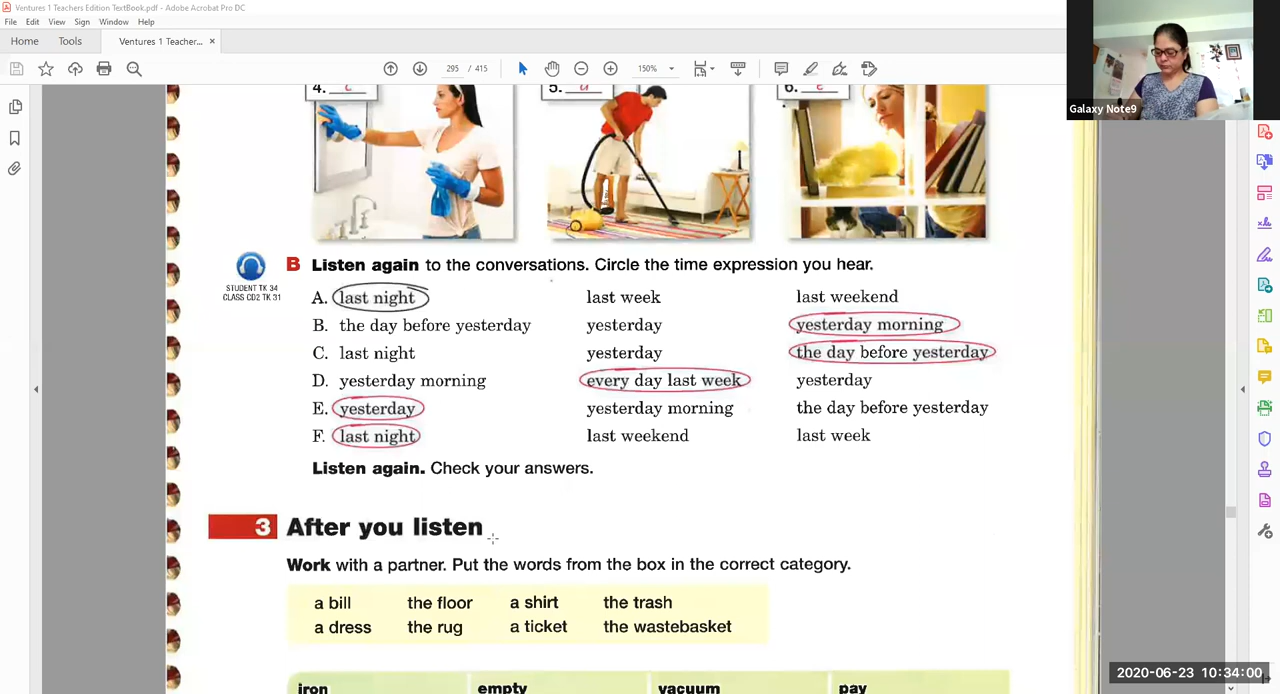 Ventures 1 Teachers Edition TextBook.pdf - Adobe Acrobat Pro DC
File Edit View Sign Window Help
Home Tools Ventures 1 Teacher... ×
295 / 415 150%
Galaxy Note9
4. c 5. 6. e
B Listen again to the conversations. Circle the time expression you hear.
STUDENT TK 34
CLASS CD2 TK 31
A. last night last week last weekend
B. the day before yesterday yesterday yesterday morning
C. last night yesterday the day before yesterday
D. yesterday morning every day last week yesterday
E. yesterday yesterday morning the day before yesterday
F. last night last weekend last week
Listen again. Check your answers.
3 After you listen
Work with a partner. Put the words from the box in the correct category.
a bill the floor a shirt the trash
a dress the rug a ticket the wastebasket
iron empty vacuum pay
2020-06-23 10:34:00